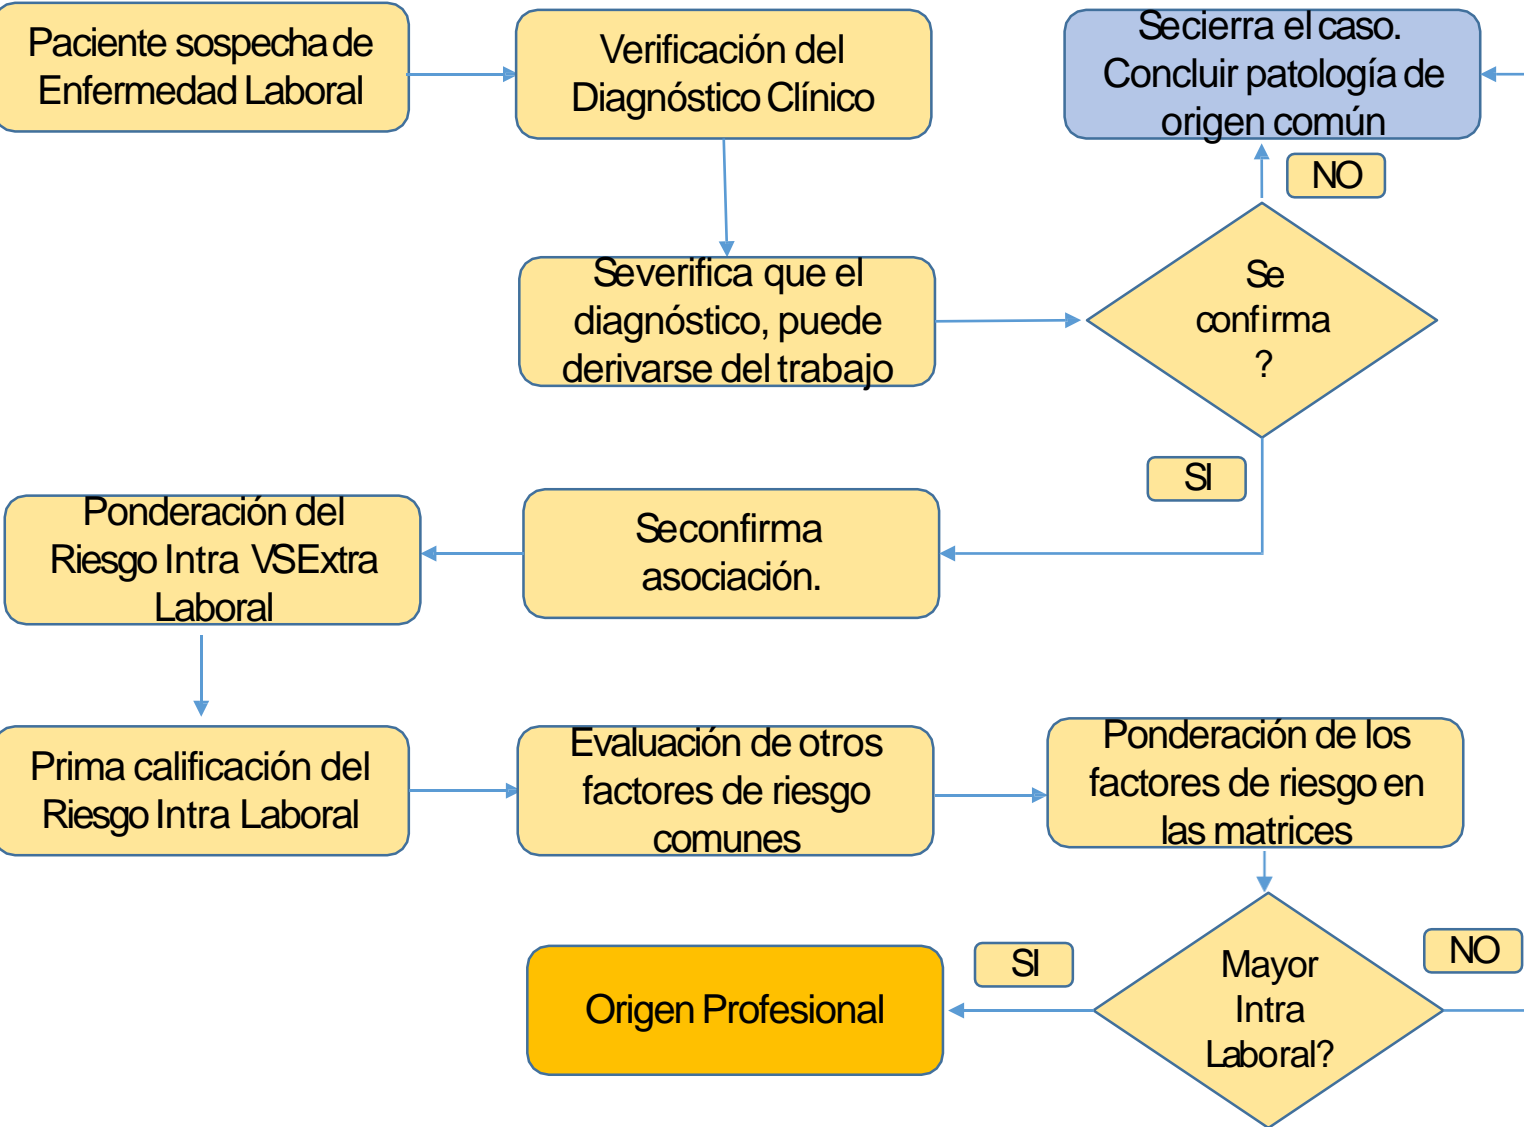 Paciente sospecha de
Enfermedad Laboral
Verificación del
Diagnóstico Clínico
Se cierra el caso.
Concluir patología de
origen común
NO
Se verifica que el
diagnóstico, puede
derivarse del trabajo
Se
confirma
?
SI
Ponderación del
Riesgo Intra VS Extra
Laboral
Se confirma
asociación.
Prima calificación del
Riesgo Intra Laboral
Evaluación de otros
factores de riesgo
comunes
Ponderación de los
factores de riesgo en
las matrices
Origen Profesional
SI
Mayor
Intra
Laboral?
NO